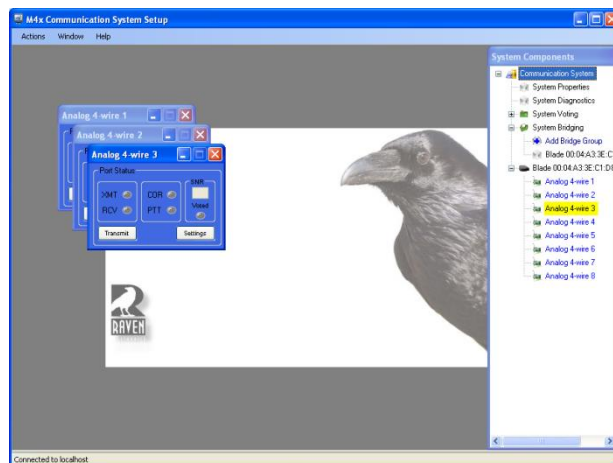 M4x Communication System Setup
Actions Window Help
System Components
Communication System
System Properties
System Diagnostics
System Voting
System Bridging
Add Bridge Group
Blade 00:04:A3:3E:C
Blade 00:04:A3:3E:C1:D
Analog 4-wire 1
Analog 4-wire 2
Analog 4-wire 3
Analog 4-wire 4
Analog 4-wire 5
Analog 4-wire 6
Analog 4-wire 7
Analog 4-wire 8
Analog 4-wire 1
Analog 4-wire 2
Analog 4-wire 3
Port Status:
SNR
XMT COR
Voted
RCV PTT
Transmit Settings
RAVEN
Connected to localhost